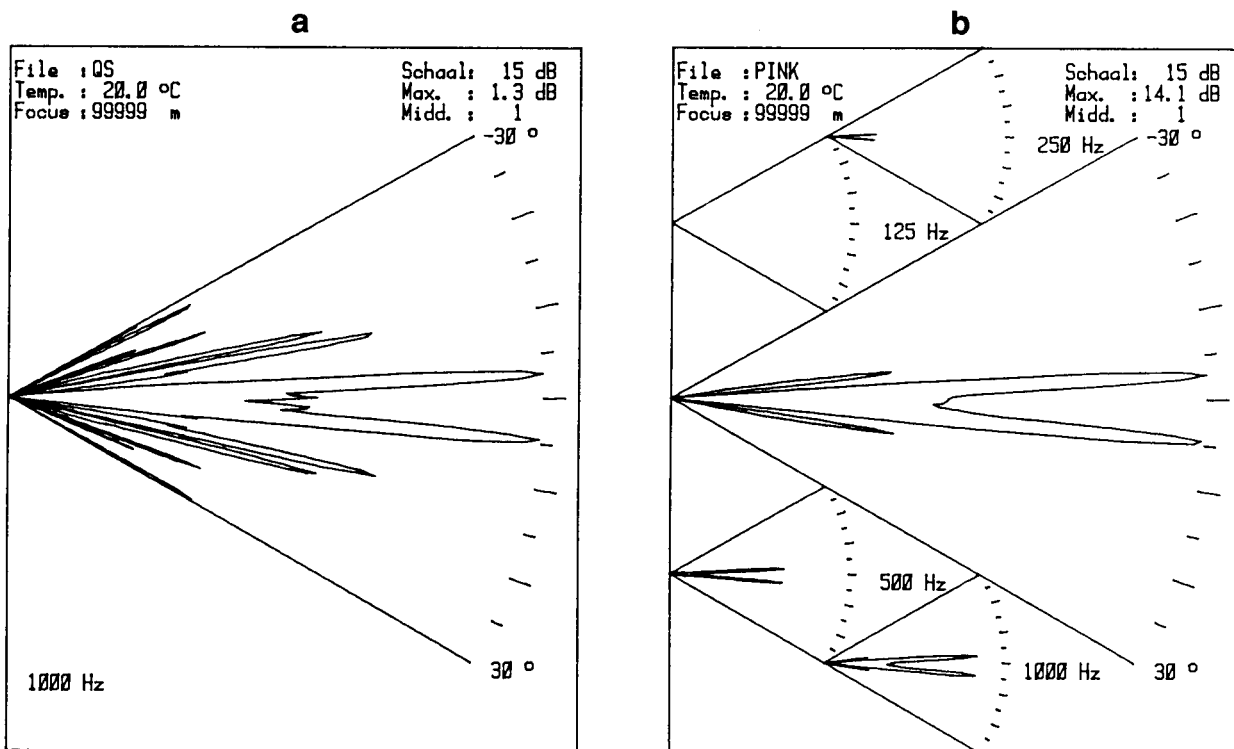 a
File :QS
Temp. : 20.0 ºC
Focus :99999 m
Schaal: 15 dB
Max. : 1.3 dB
Midd. : 1
-30 º
30 º
1000 Hz
b
File :PINK
Temp. : 20.0 ºC
Focus :99999 m
Schaal: 15 dB
Max. :14.1 dB
Midd. : 1
-30 º
250 Hz
125 Hz
500 Hz
1000 Hz
30 º